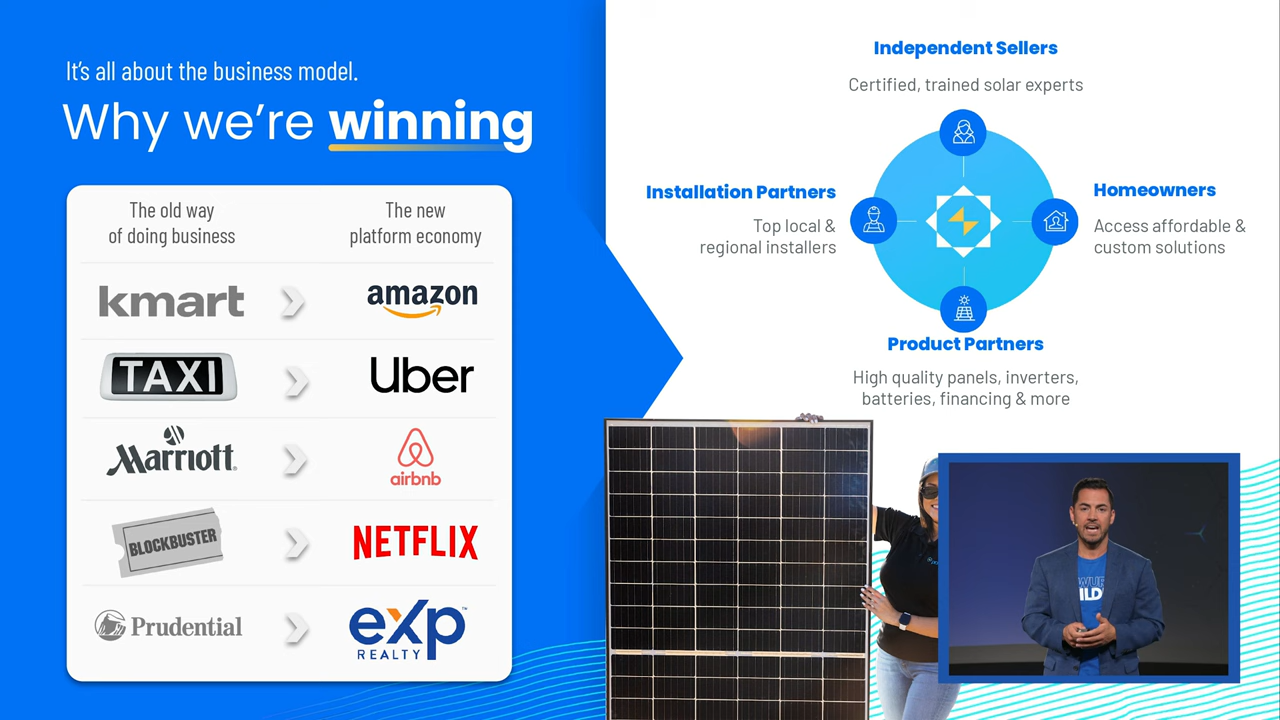 It's all about the business model.
Why we're winning
The old way
of doing business
The new
platform economy
kmart
amazon
TAXI
Uber
Marriott
airbnb
BLOCKBUSTER
NETFLIX
Prudential
eXp
REALTY
Independent Sellers
Certified, trained solar experts
Installation Partners
Top local &
regional installers
Homeowners
Access affordable &
custom solutions
Product Partners
High quality panels, inverters,
batteries, financing & more